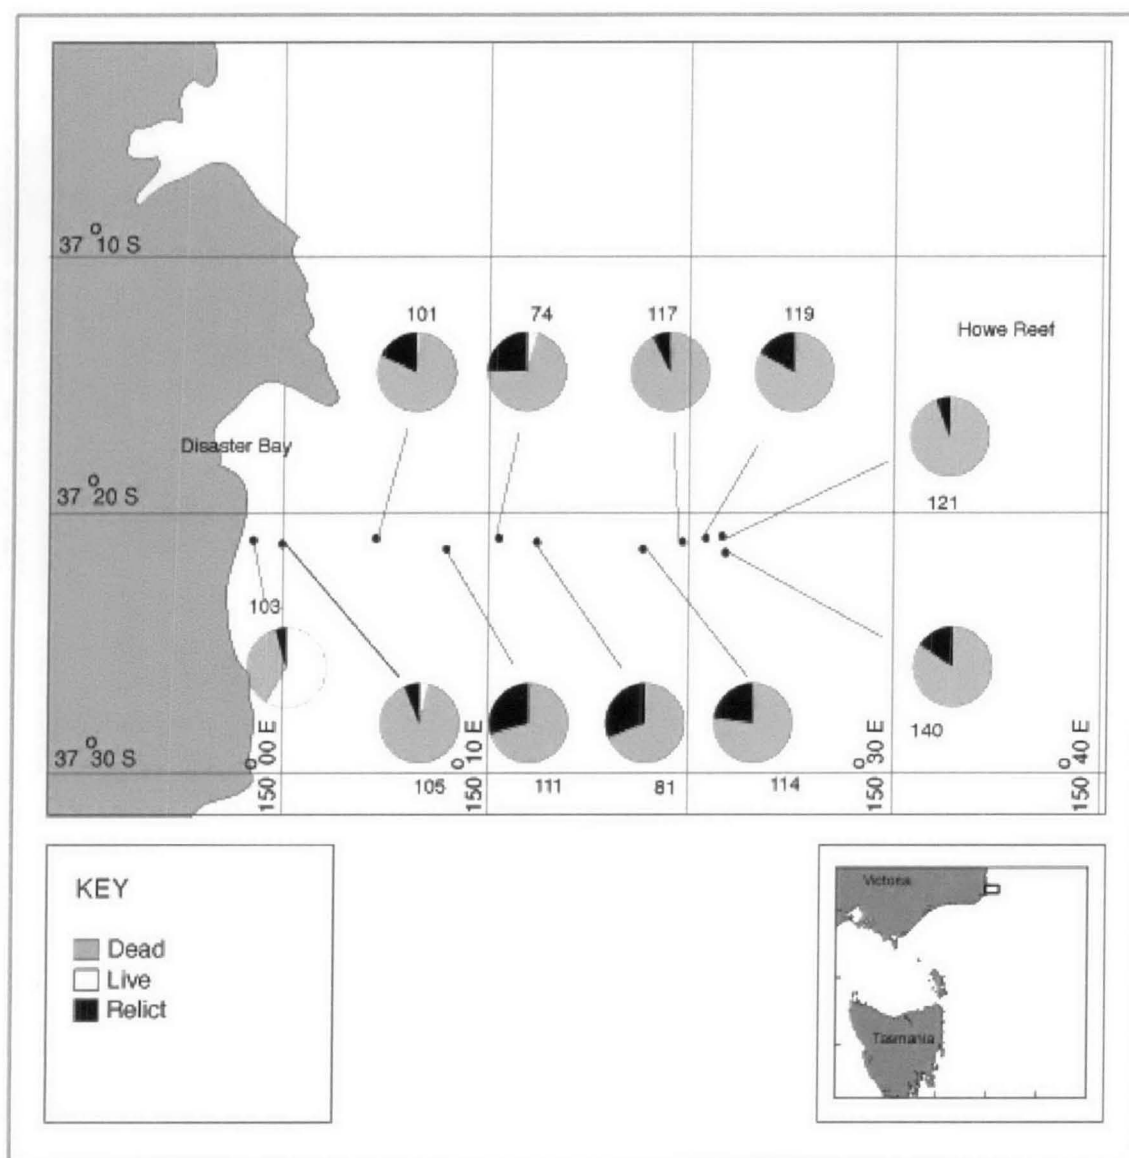 37° 10 S
101
74
117
119
Howe Reef
Disaster Bay
37° 20 S
121
103
37° 30 S
150° 00 E
150° 10 E
150° 30 E
150° 40 E
105
111
81
114
140
KEY
Dead
Live
Relict
Victoria
Tasmania